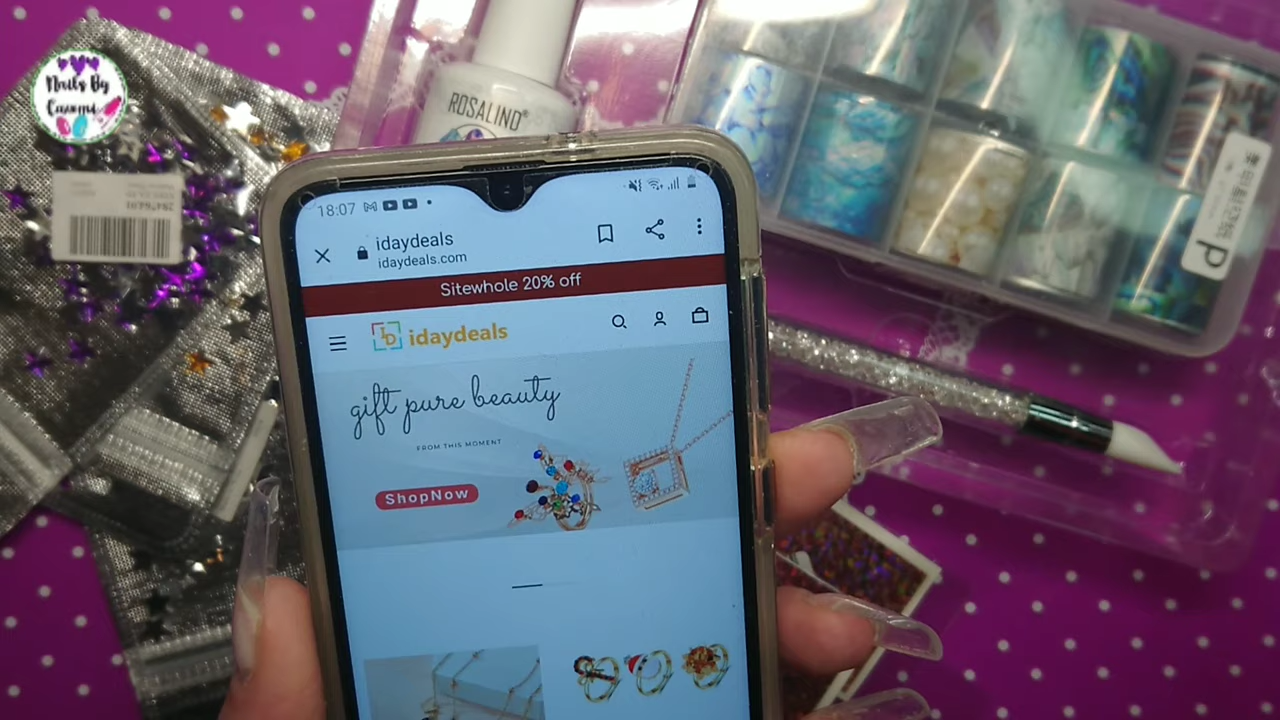 Nails By
ROSALIND®
18:07
idaydeals
idaydeals.com
Sitewhole 20% off
ID idaydeals
gift pure beauty
FROM THIS MOMENT
ShopNow
P